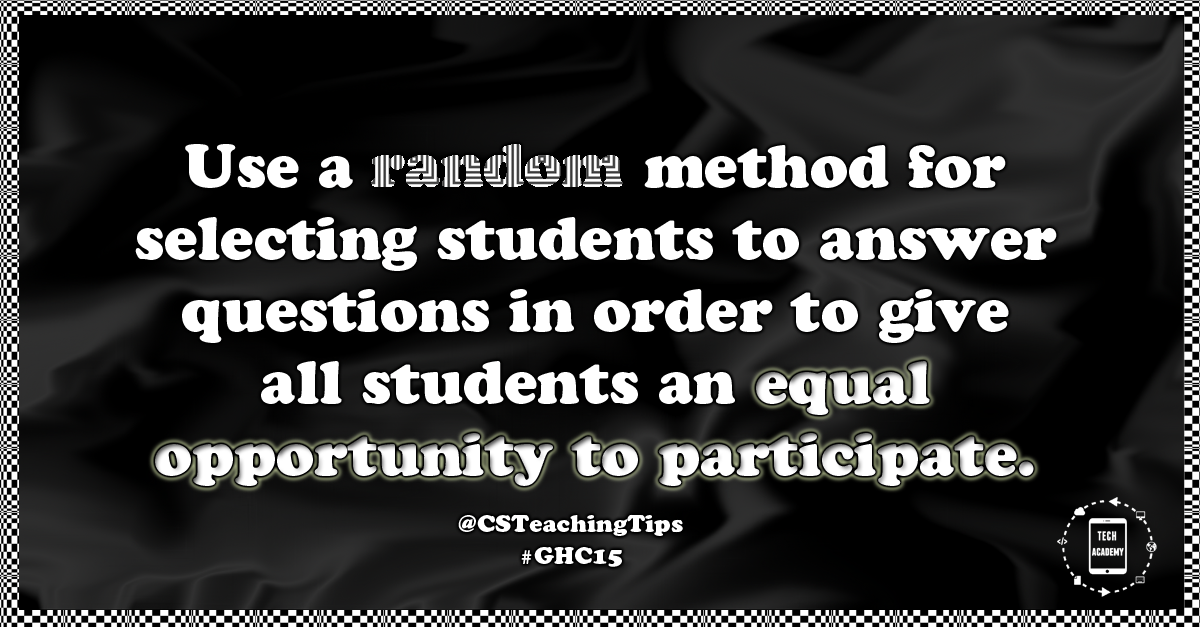 Use a random method for
selecting students to answer
questions in order to give
all students an equal
opportunity to participate.
@CSTeachingTips
#GHC15
TECH
ACADEMY